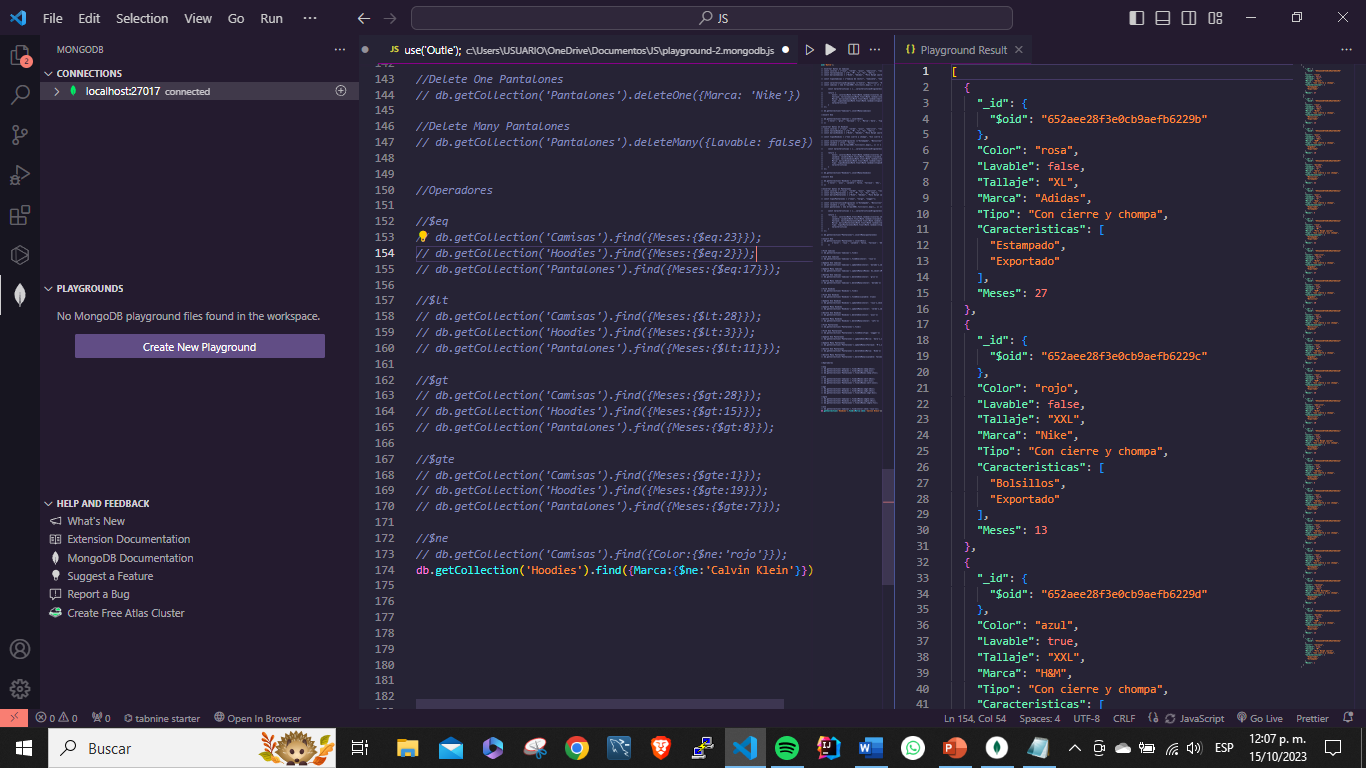 File Edit Selection View Go Run ··· JS
MONGODB ···
CONNECTIONS
localhost:27017 connected
PLAYGROUNDS
No MongoDB playground files found in the workspace.
Create New Playground
HELP AND FEEDBACK
What's New
Extension Documentation
MongoDB Documentation
Suggest a Feature
Report a Bug
Create Free Atlas Cluster
JS use('Outle'); c:\Users\USUARIO\OneDrive\Documentos\JS\playground-2.mongodb.js
142
143 //Delete One Pantalones
144 // db.getCollection('Pantalones').deleteOne({Marca: 'Nike'})
145
146 //Delete Many Pantalones
147 // db.getCollection('Pantalones').deleteMany({Lavable: false})
148
149
150 //Operadores
151
152 //$eq
153 // db.getCollection('Camisas').find({Meses:{$eq:23}});
154 // db.getCollection('Hoodies').find({Meses:{$eq:2}});
155 // db.getCollection('Pantalones').find({Meses:{$eq:17}});
156
157 //$lt
158 // db.getCollection('Camisas').find({Meses:{$lt:28}});
159 // db.getCollection('Hoodies').find({Meses:{$lt:3}});
160 // db.getCollection('Pantalones').find({Meses:{$lt:11}});
161
162 //$gt
163 // db.getCollection('Camisas').find({Meses:{$gt:28}});
164 // db.getCollection('Hoodies').find({Meses:{$gt:15}});
165 // db.getCollection('Pantalones').find({Meses:{$gt:8}});
166
167 //$gte
168 // db.getCollection('Camisas').find({Meses:{$gte:1}});
169 // db.getCollection('Hoodies').find({Meses:{$gte:19}});
170 // db.getCollection('Pantalones').find({Meses:{$gte:7}});
171
172 //$ne
173 // db.getCollection('Camisas').find({Color:{$ne:'rojo'}});
174 db.getCollection('Hoodies').find({Marca:{$ne:'Calvin Klein'}})
175
176
177
178
179
180
181
182
{} Playground Result
1 [
2 {
3 "_id": {
4 "$oid": "652aee28f3e0cb9aefb6229b"
5 },
6 "Color": "rosa",
7 "Lavable": false,
8 "Tallaje": "XL",
9 "Marca": "Adidas",
10 "Tipo": "Con cierre y chompa",
11 "Caracteristicas": [
12 "Estampado",
13 "Exportado"
14 ],
15 "Meses": 27
16 },
17 {
18 "_id": {
19 "$oid": "652aee28f3e0cb9aefb6229c"
20 },
21 "Color": "rojo",
22 "Lavable": false,
23 "Tallaje": "XXL",
24 "Marca": "Nike",
25 "Tipo": "Con cierre y chompa",
26 "Caracteristicas": [
27 "Bolsillos",
28 "Exportado"
29 ],
30 "Meses": 13
31 },
32 {
33 "_id": {
34 "$oid": "652aee28f3e0cb9aefb6229d"
35 },
36 "Color": "azul",
37 "Lavable": true,
38 "Tallaje": "XXL",
39 "Marca": "H&M",
40 "Tipo": "Con cierre y chompa",
41 "Caracteristicas": [
0 0 0 tabnine starter Open In Browser Ln 154, Col 54 Spaces: 4 UTF-8 CRLF JavaScript Go Live Prettier
Buscar ESP 12:07 p. m.
15/10/2023